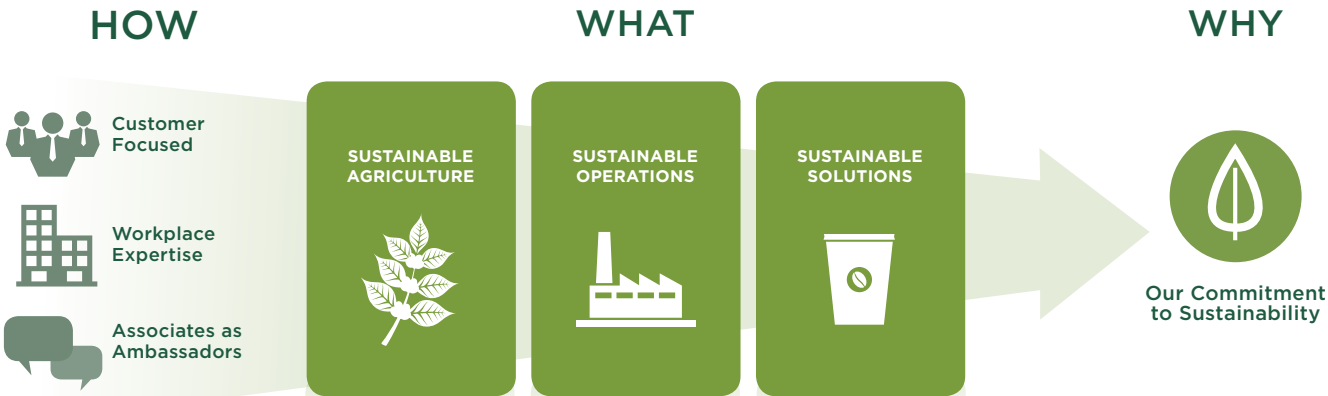 HOW
WHAT
WHY
Customer
Focused
Workplace
Expertise
Associates as
Ambassadors
SUSTAINABLE
AGRICULTURE
SUSTAINABLE
OPERATIONS
SUSTAINABLE
SOLUTIONS
Our Commitment
to Sustainability